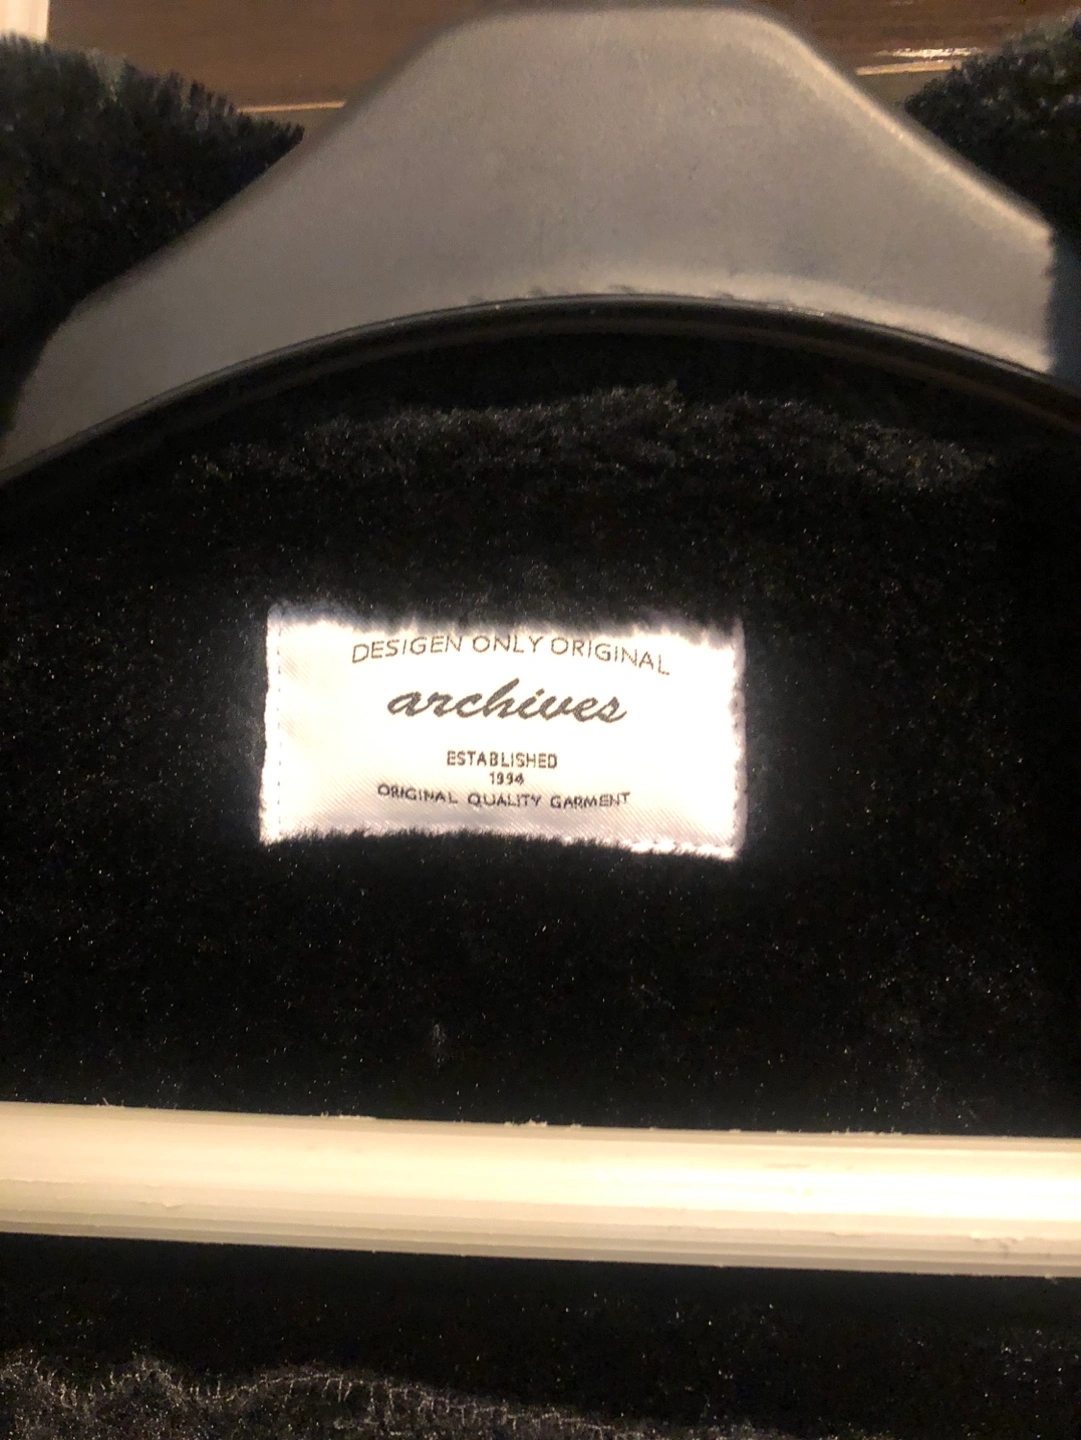 DESIGEN ONLY ORIGINAL
archives
ESTABLISHED
1994
ORIGINAL QUALITY GARMENT